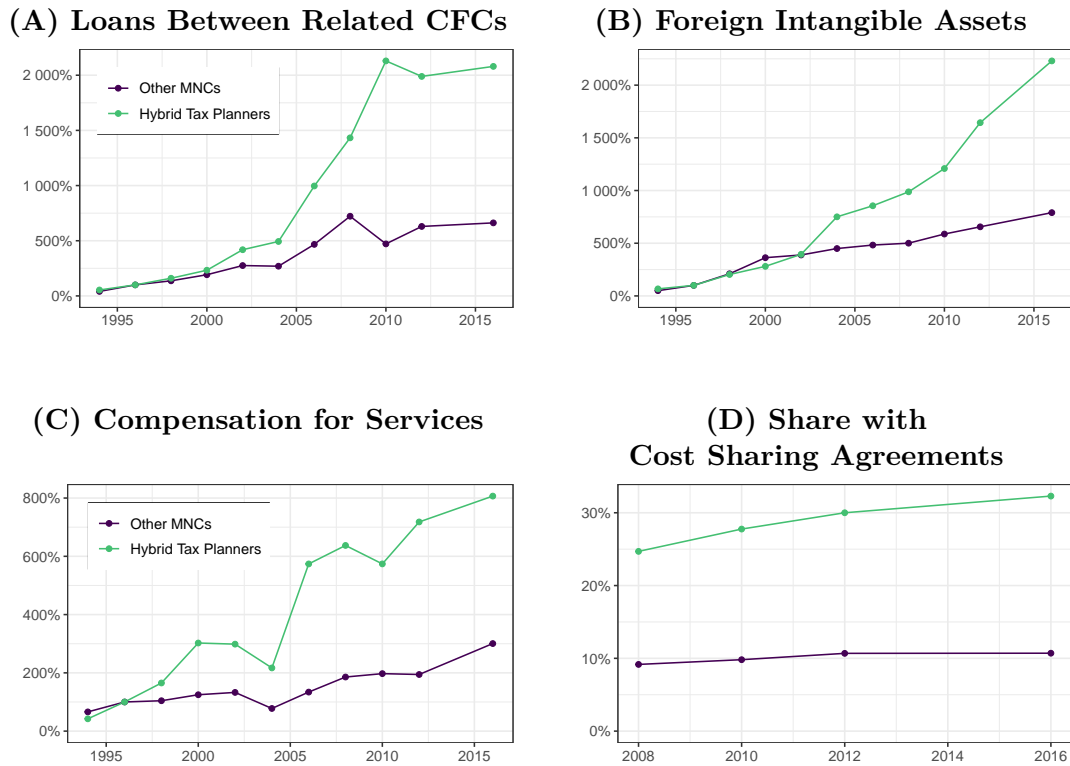 (A) Loans Between Related CFCs
2 000%
1 500%
1 000%
500%
0%
Other MNCs
Hybrid Tax Planners
1995 2000 2005 2010 2015
(B) Foreign Intangible Assets
2 000%
1 500%
1 000%
500%
0%
1995 2000 2005 2010 2015
(C) Compensation for Services
800%
600%
400%
200%
0%
Other MNCs
Hybrid Tax Planners
1995 2000 2005 2010 2015
(D) Share with
Cost Sharing Agreements
30%
20%
10%
0%
2008 2010 2012 2014 2016